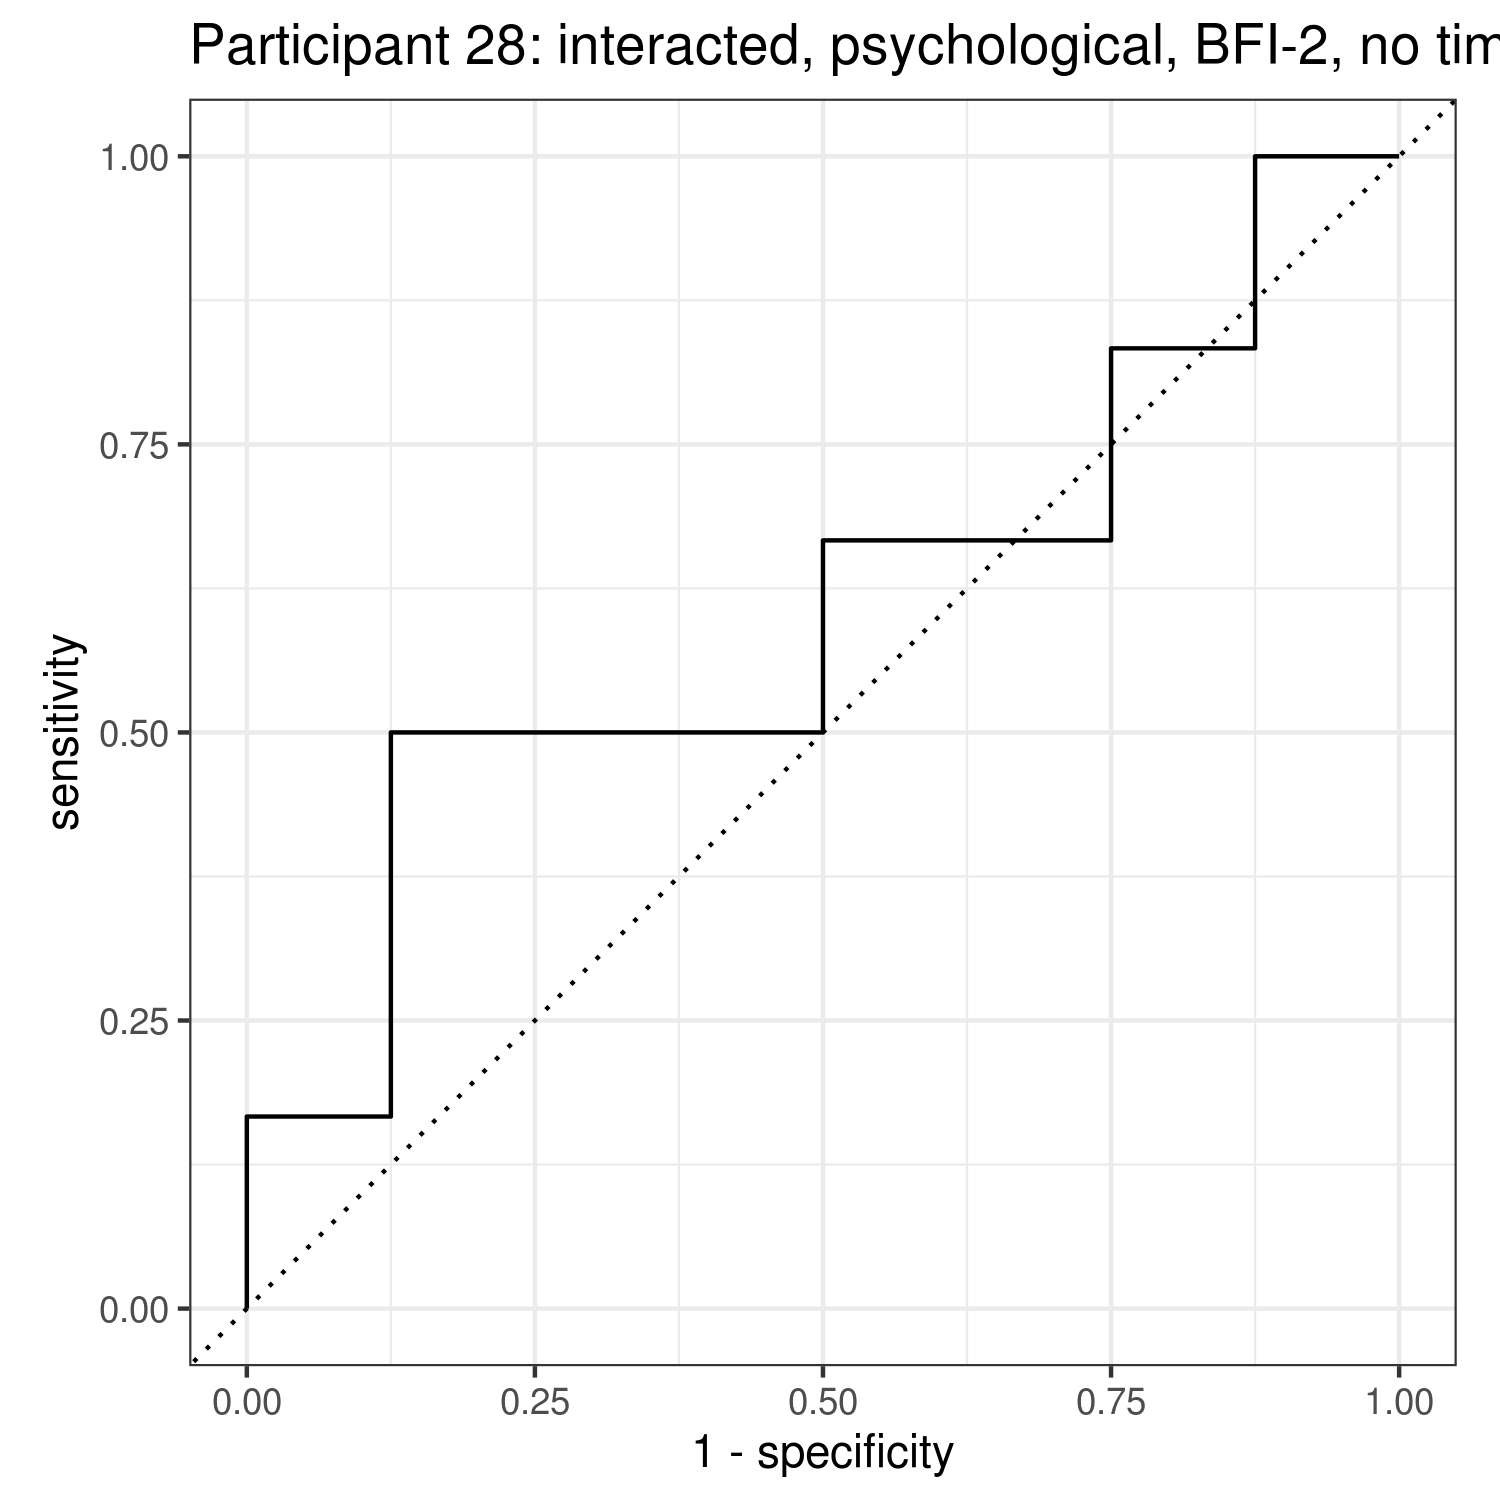 Participant 28: interacted, psychological, BFI-2, no tim
1.00
0.75
0.50
0.25
0.00
sensitivity
0.00 0.25 0.50 0.75 1.00
1 - specificity